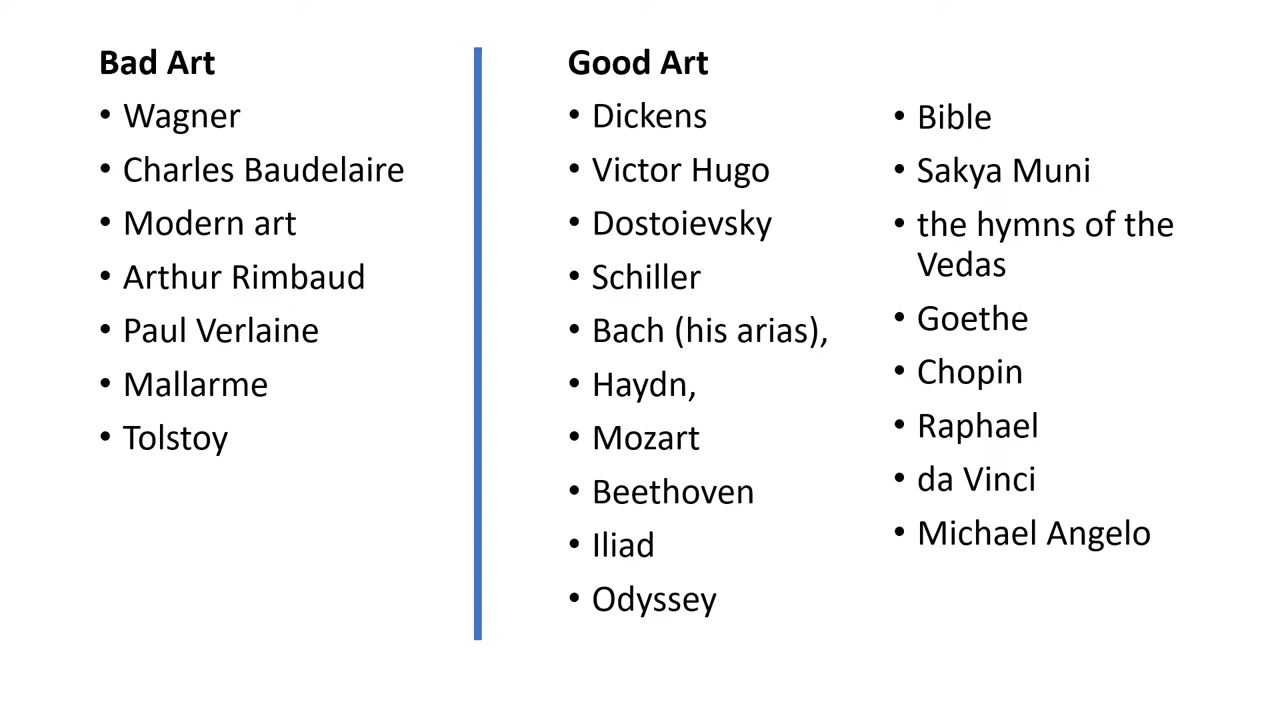 Bad Art
• Wagner
• Charles Baudelaire
• Modern art
• Arthur Rimbaud
• Paul Verlaine
• Mallarme
• Tolstoy
Good Art
• Dickens
• Victor Hugo
• Dostoievsky
• Schiller
• Bach (his arias),
• Haydn,
• Mozart
• Beethoven
• Iliad
• Odyssey
• Bible
• Sakya Muni
• the hymns of the
Vedas
• Goethe
• Chopin
• Raphael
• da Vinci
• Michael Angelo